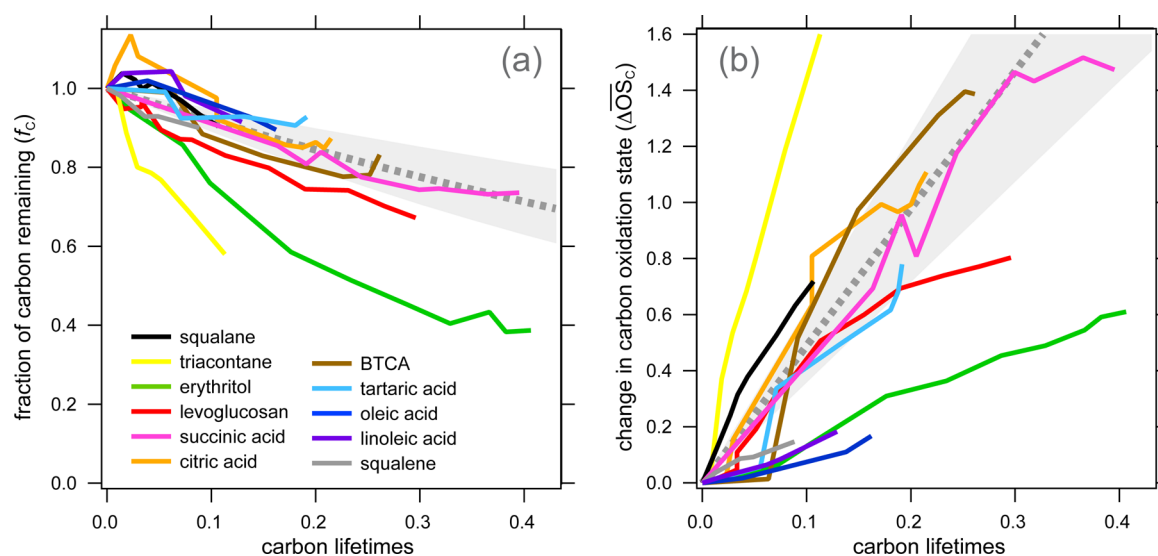 (a)
fraction of carbon remaining (fC)
1.0
0.8
0.6
0.4
0.2
0.0
squalane
triacontane
erythritol
levoglucosan
succinic acid
citric acid
BTCA
tartaric acid
oleic acid
linoleic acid
squalene
0.0 0.1 0.2 0.3 0.4
carbon lifetimes
(b)
change in carbon oxidation state (ΔO̅S̅C)
1.6
1.4
1.2
1.0
0.8
0.6
0.4
0.2
0.0
0.0 0.1 0.2 0.3 0.4
carbon lifetimes